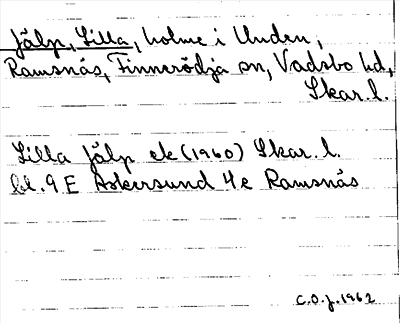 Jälp, Lilla, holme i Unden,
Ramsnäs, Finnerödja sn, Vadsbo hd,
Skar. l.
Lilla Jälp ek (1960) Skar. l.
bl. 9 E Askersund 4e Ramsnäs
C.O.J. 1962